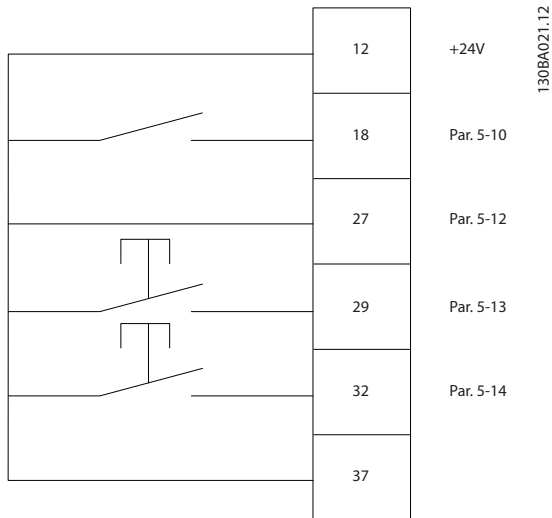 12 +24V
18 Par. 5-10
27 Par. 5-12
29 Par. 5-13
32 Par. 5-14
37
130BA021.12